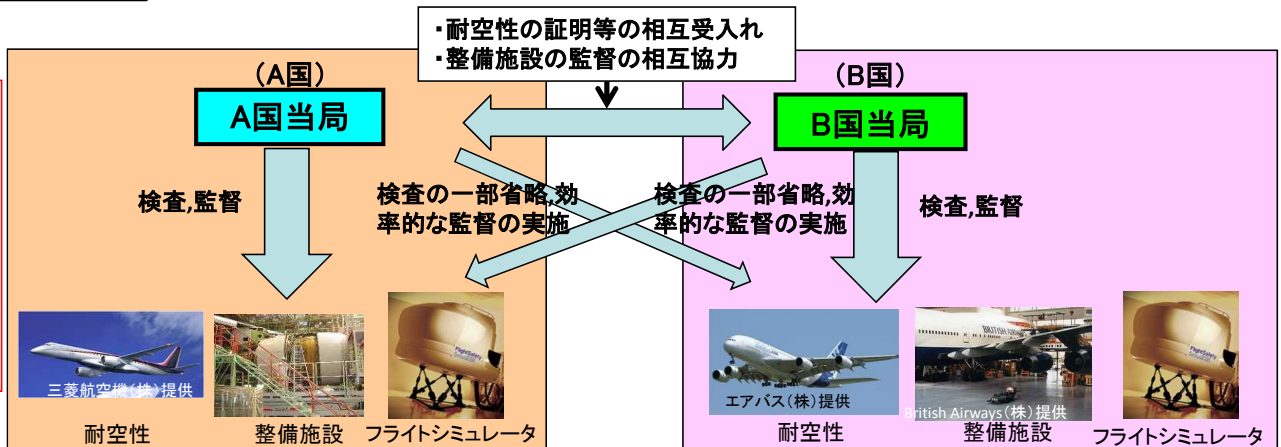 ・耐空性の証明等の相互受入れ
・整備施設の監督の相互協力
（A国）
A国当局
（B国）
B国当局
検査,監督
検査の一部省略,効
率的な監督の実施
検査の一部省略,効
率的な監督の実施
検査,監督
三菱航空機（株）提供
FlightSafety
エアバス（株）提供
BRITISH AIRWAYS
British Airways（株）提供
FlightSafety
耐空性
整備施設
フライトシミュレータ
耐空性
整備施設
フライトシミュレータ